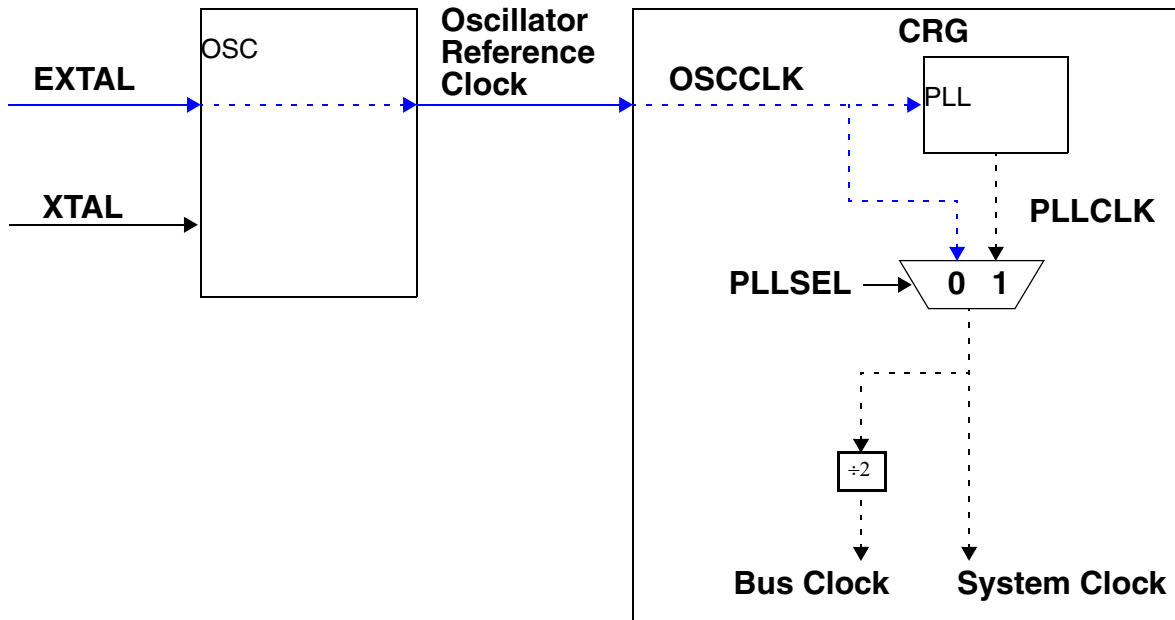 Oscillator
Reference
Clock
CRG
OSC
EXTAL
OSCCLK
PLL
XTAL
PLLCLK
PLLSEL
0 1
÷2
Bus Clock
System Clock